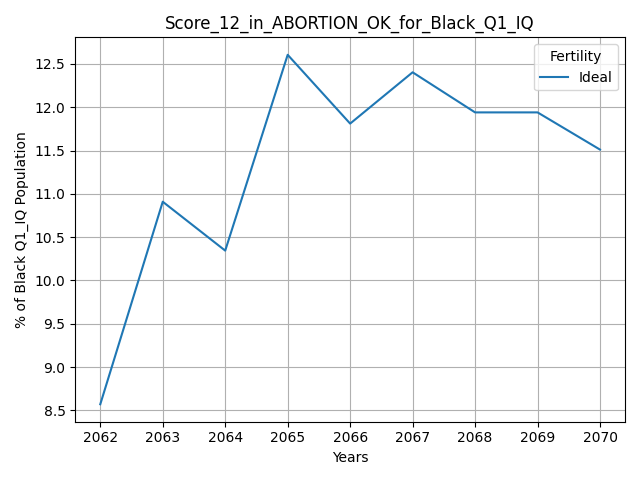 Score_12_in_ABORTION_OK_for_Black_Q1_IQ
Fertility
Ideal
% of Black Q1_IQ Population
12.5
12.0
11.5
11.0
10.5
10.0
9.5
9.0
8.5
2062 2063 2064 2065 2066 2067 2068 2069 2070
Years